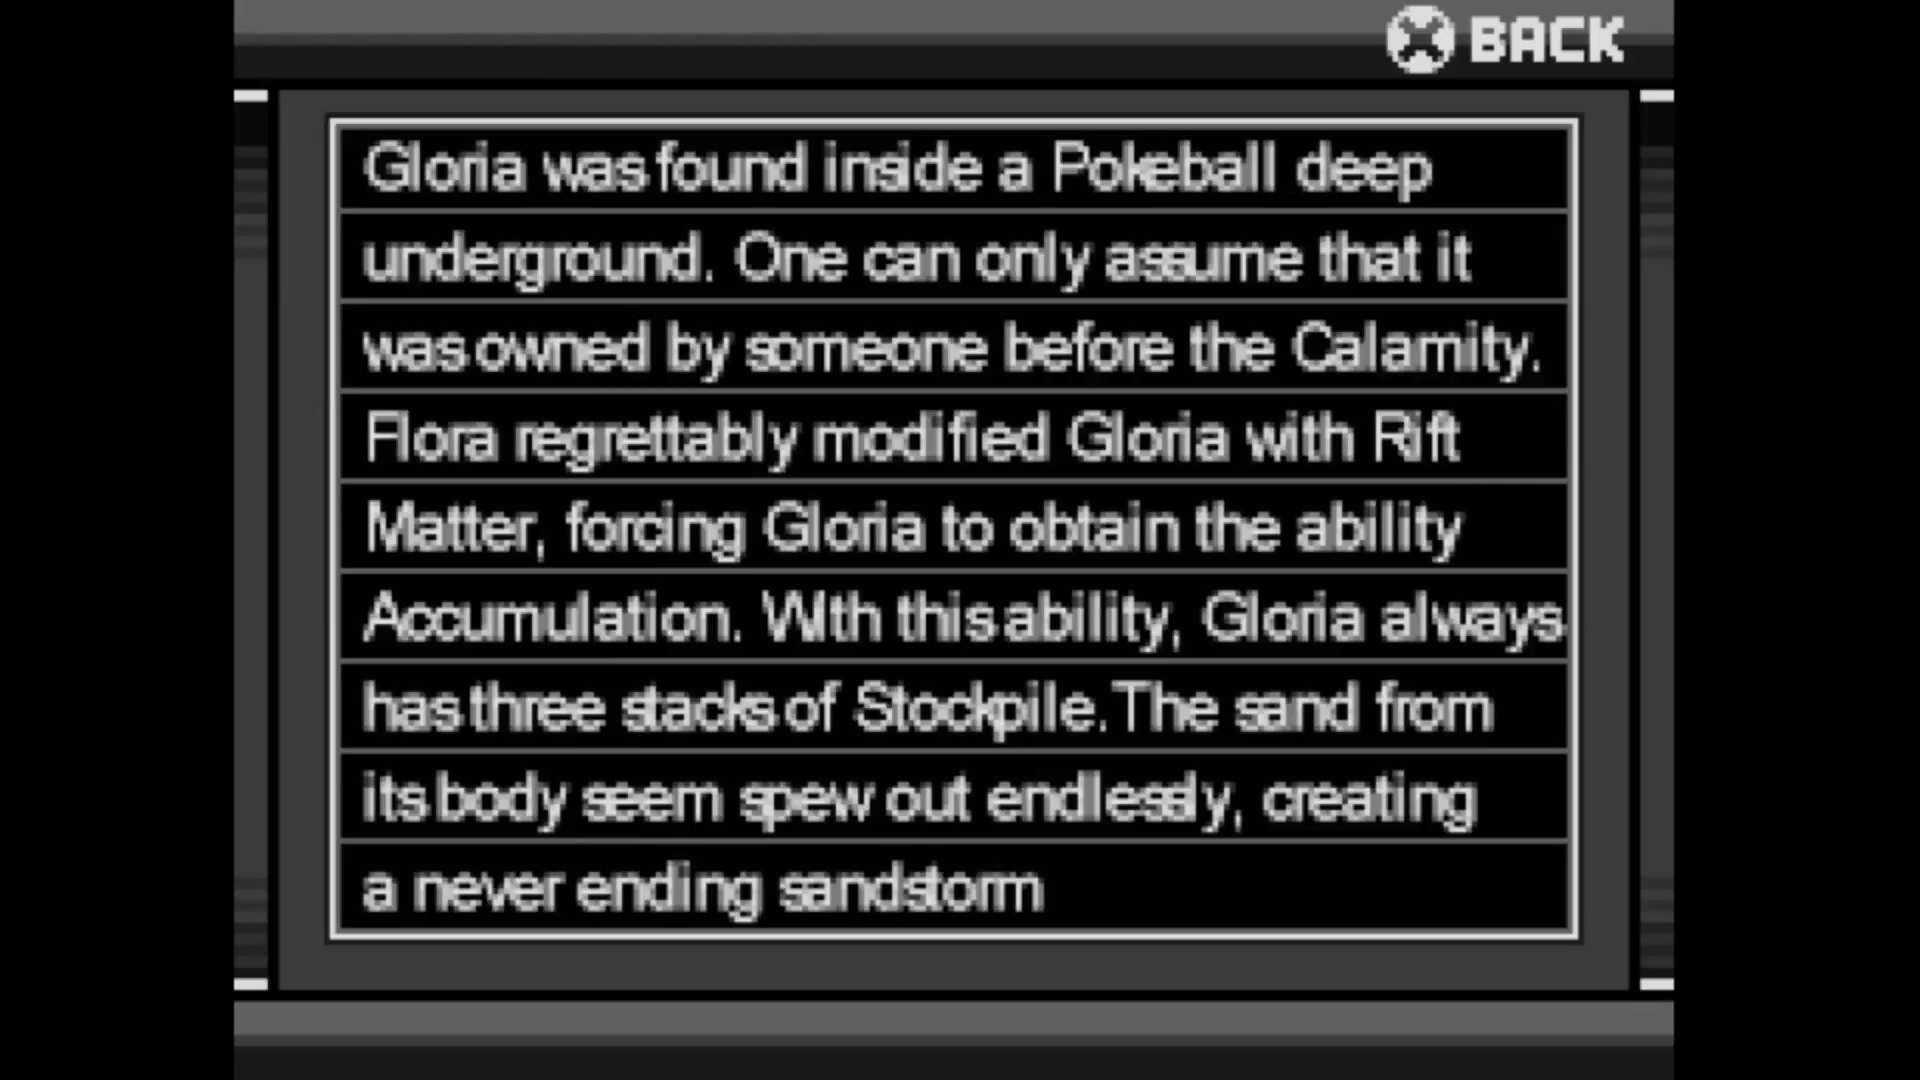 BACK
Gloria was found inside a Pokeball deep
underground. One can only assume that it
was owned by someone before the Calamity.
Flora regrettably modified Gloria with Rift
Matter, forcing Gloria to obtain the ability
Accumulation. With this ability, Gloria always
has three stacks of Stockpile.The sand from
its body seem spew out endlessly, creating
a never ending sandstorm